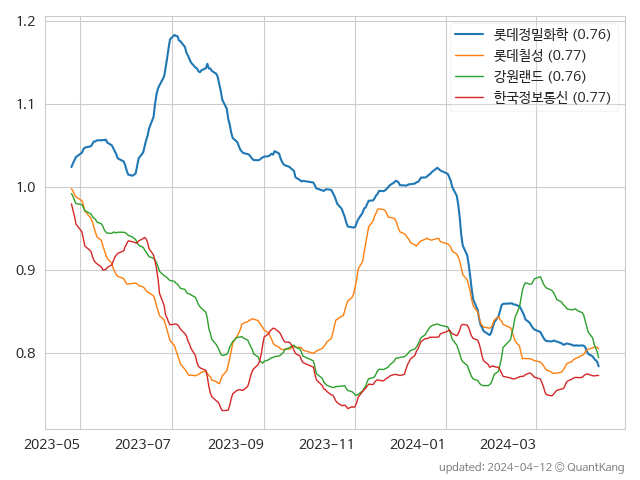 1.2
1.1
1.0
0.9
0.8
롯데정밀화학 (0.76)
롯데칠성 (0.77)
강원랜드 (0.76)
한국정보통신 (0.77)
2023-05 2023-07 2023-09 2023-11 2024-01 2024-03
updated: 2024-04-12 © QuantKang